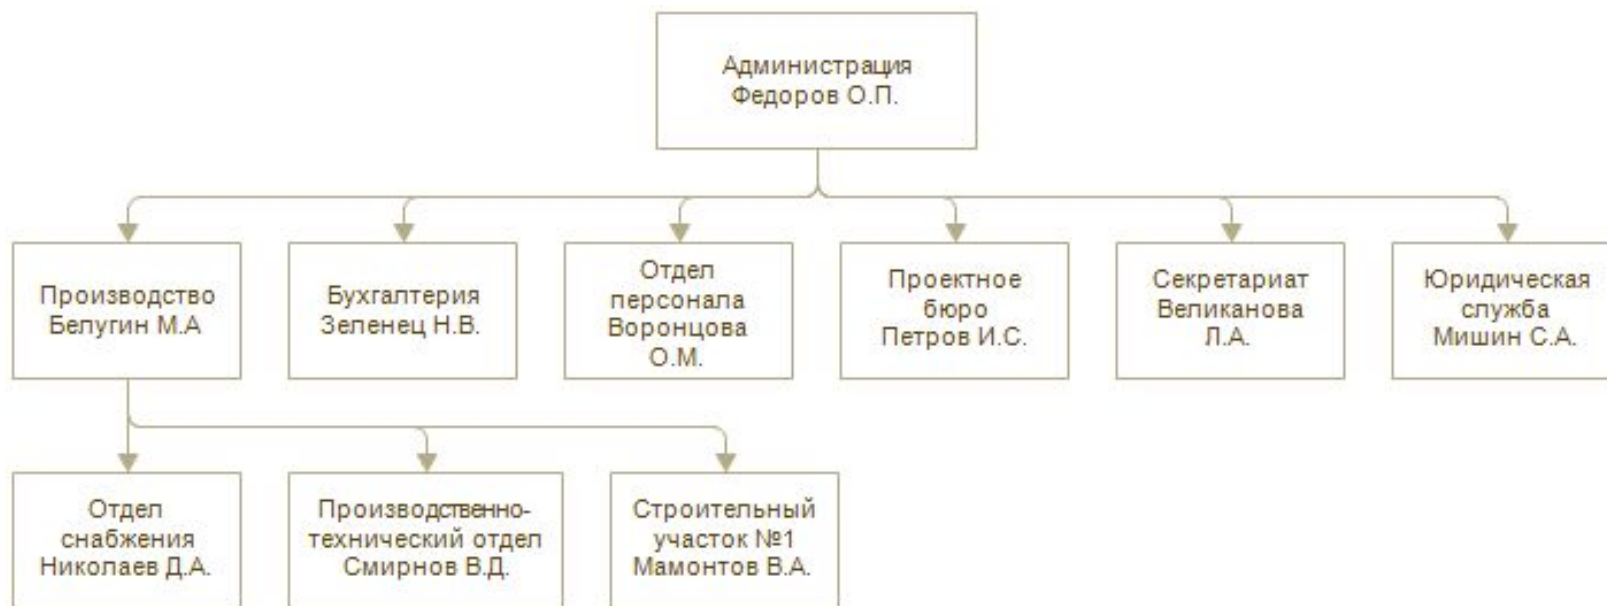 Администрация
Федоров О.П.
Производство
Белугин М.А
Бухгалтерия
Зеленец Н.В.
Отдел
персонала
Воронцова
О.М.
Проектное
бюро
Петров И.С.
Секретариат
Великанова
Л.А.
Юридическая
служба
Мишин С.А.
Отдел
снабжения
Николаев Д.А.
Производственно-
технический отдел
Смирнов В.Д.
Строительный
участок №1
Мамонтов В.А.